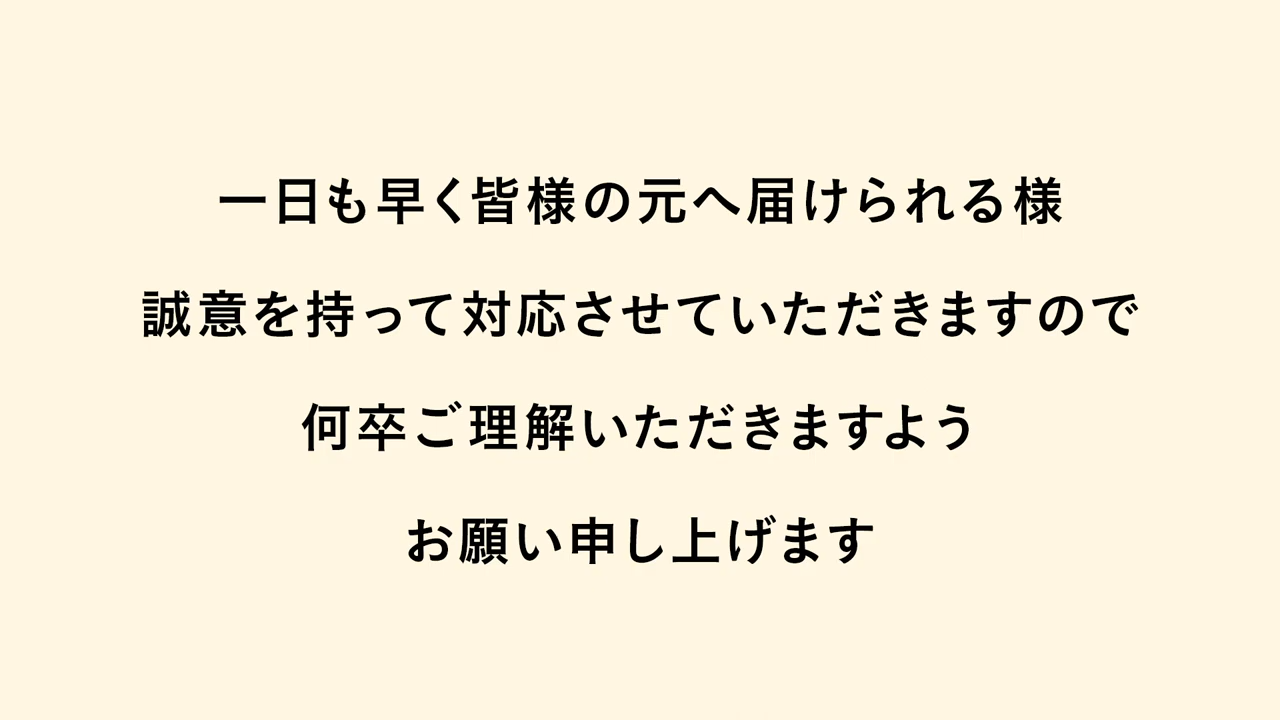 一日も早く皆様の元へ届けられる様
誠意を持って対応させていただきますので
何卒ご理解いただきますよう
お願い申し上げます